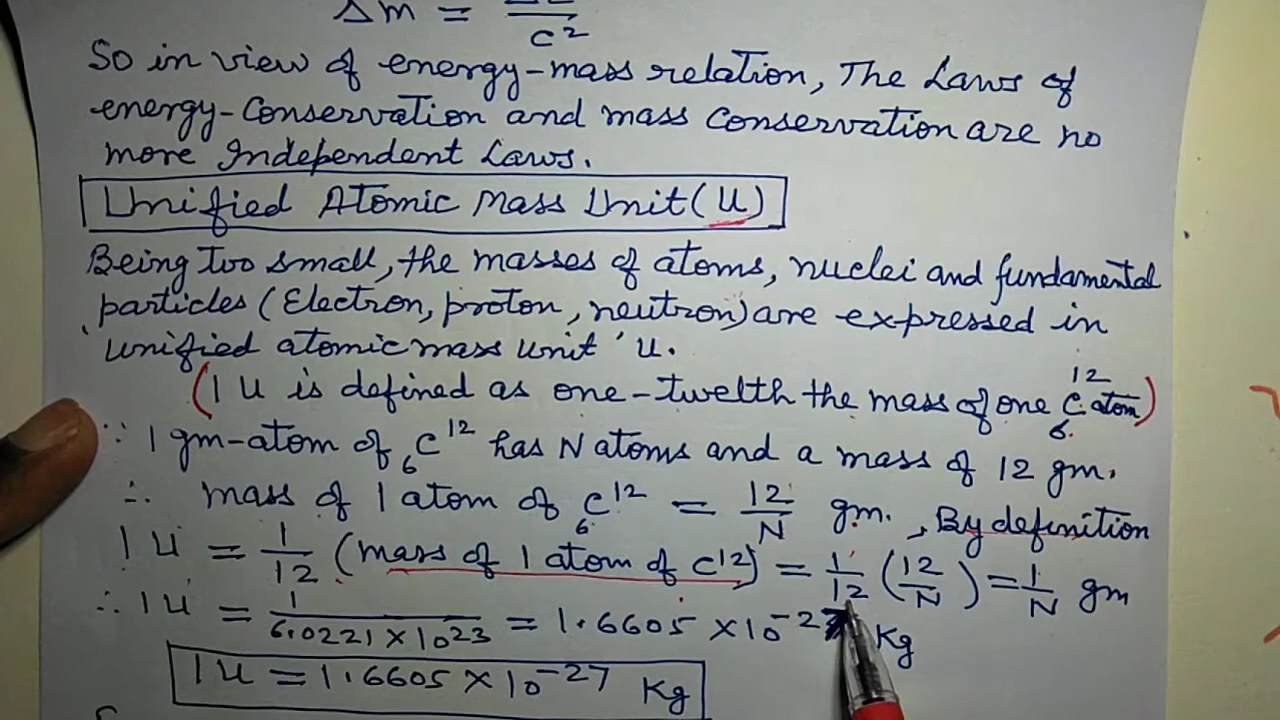 Δm = / c²
So in view of energy-mass relation, The Laws of
energy-Conservation and mass Conservation are no
more Independent Laws.
Unified Atomic Mass Unit (U)
Being too small, the masses of atoms, nuclei and fundamental
particles (Electron, proton, neutron) are expressed in
unified atomic mass unit 'U.
(1 U is defined as one-twelth the mass of one ₆C¹² atom)
∵ 1 gm-atom of ₆C¹² has N atoms and a mass of 12 gm.
∴ mass of 1 atom of ₆C¹² = 12/N gm. , By definition
1 U = 1/12 (mass of 1 atom of C¹²) = 1/12 (12/N) = 1/N gm
∴ 1 U = 1/6.0221 × 10²³ = 1.6605 × 10⁻²⁷ Kg
1 U = 1.6605 × 10⁻²⁷ Kg